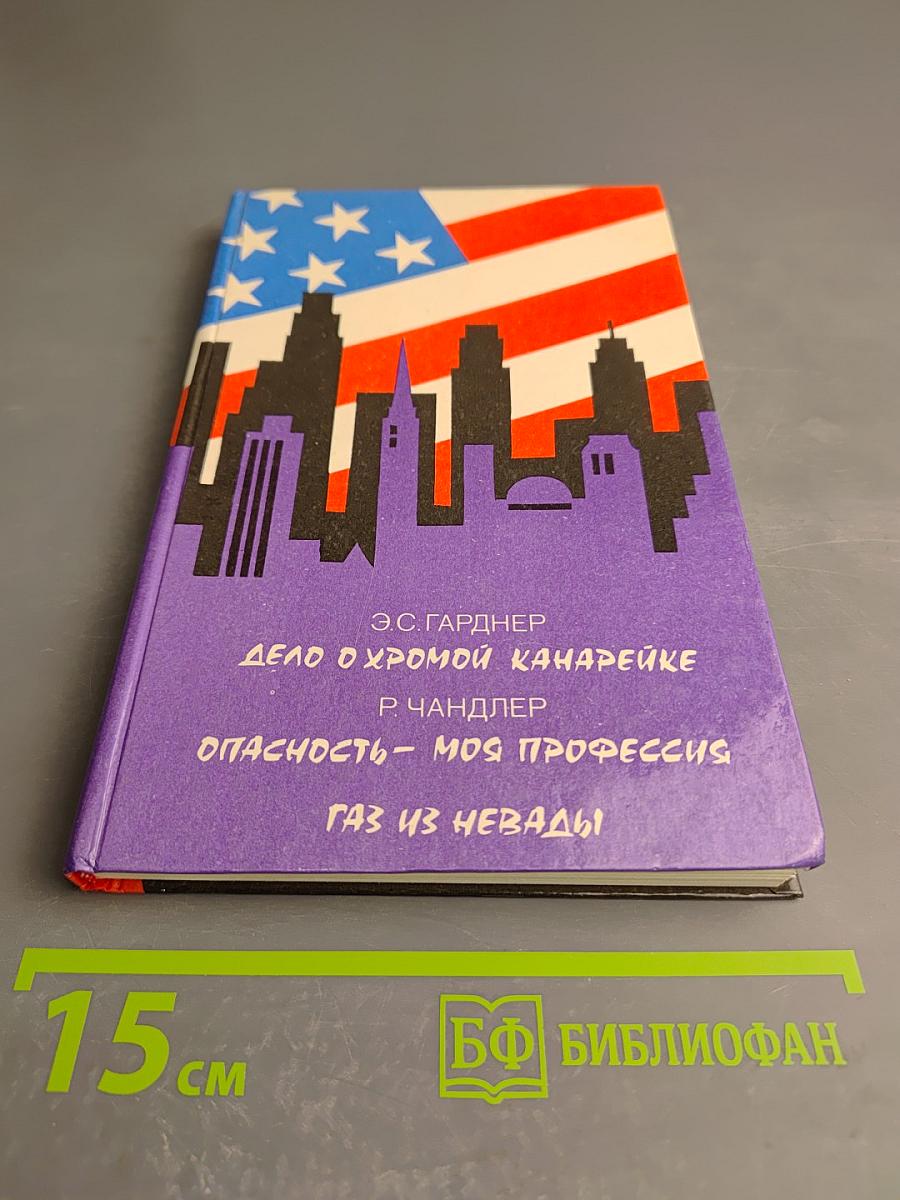 Э.С. ГАРДНЕР
ДЕЛО О ХРОМОЙ КАНАРЕЙКЕ
Р. ЧАНДЛЕР
ОПАСНОСТЬ – МОЯ ПРОФЕССИЯ
ГАЗ ИЗ НЕВАДЫ
15 см
БФ БИБЛИОФАН